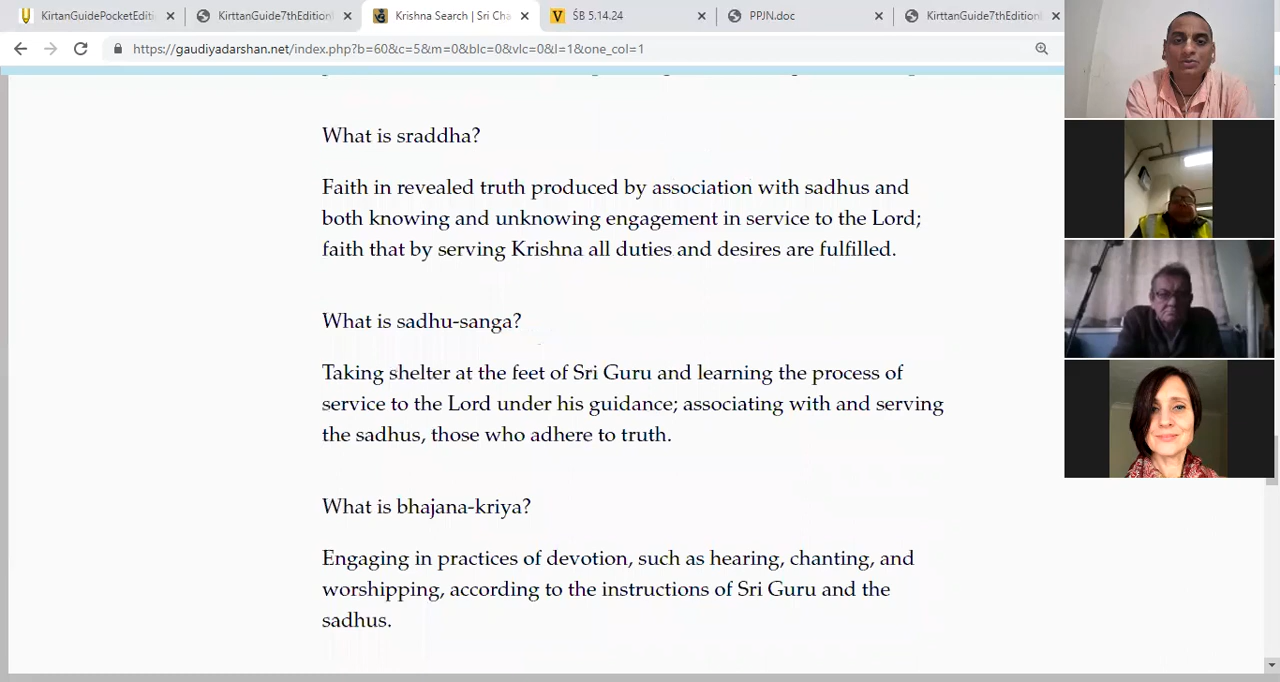 KirtanGuidePocketEditi
KirttanGuide7thEdition
Krishna Search | Sri Cha
ŚB 5.14.24
PPJN.doc
KirttanGuide7thEdition
https://gaudiyadarshan.net/index.php?b=60&c=5&m=0&blc=0&vlc=0&l=1&one_col=1
What is sraddha?
Faith in revealed truth produced by association with sadhus and
both knowing and unknowing engagement in service to the Lord;
faith that by serving Krishna all duties and desires are fulfilled.
What is sadhu-sanga?
Taking shelter at the feet of Sri Guru and learning the process of
service to the Lord under his guidance; associating with and serving
the sadhus, those who adhere to truth.
What is bhajana-kriya?
Engaging in practices of devotion, such as hearing, chanting, and
worshipping, according to the instructions of Sri Guru and the
sadhus.